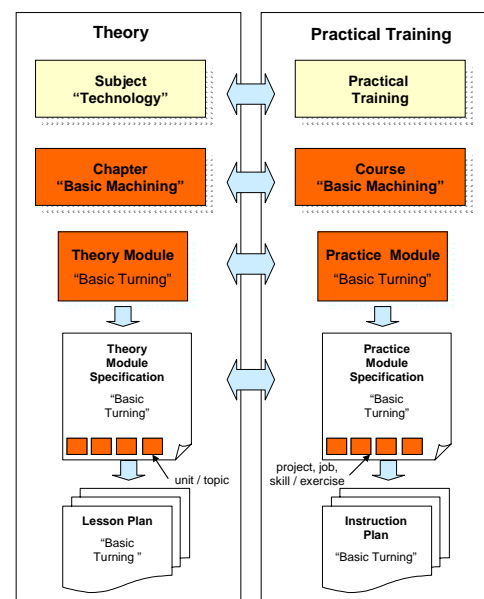 Theory
Subject
“Technology”
Chapter
“Basic Machining”
Theory Module
“Basic Turning”
Theory
Module
Specification
“Basic
Turning”
unit / topic
Lesson Plan
“Basic
Turning ”
Practical Training
Practical
Training
Course
“Basic Machining”
Practice Module
“Basic Turning”
Practice
Module
Specification
“Basic
Turning”
project, job,
skill / exercise
Instruction
Plan
“Basic Turning”